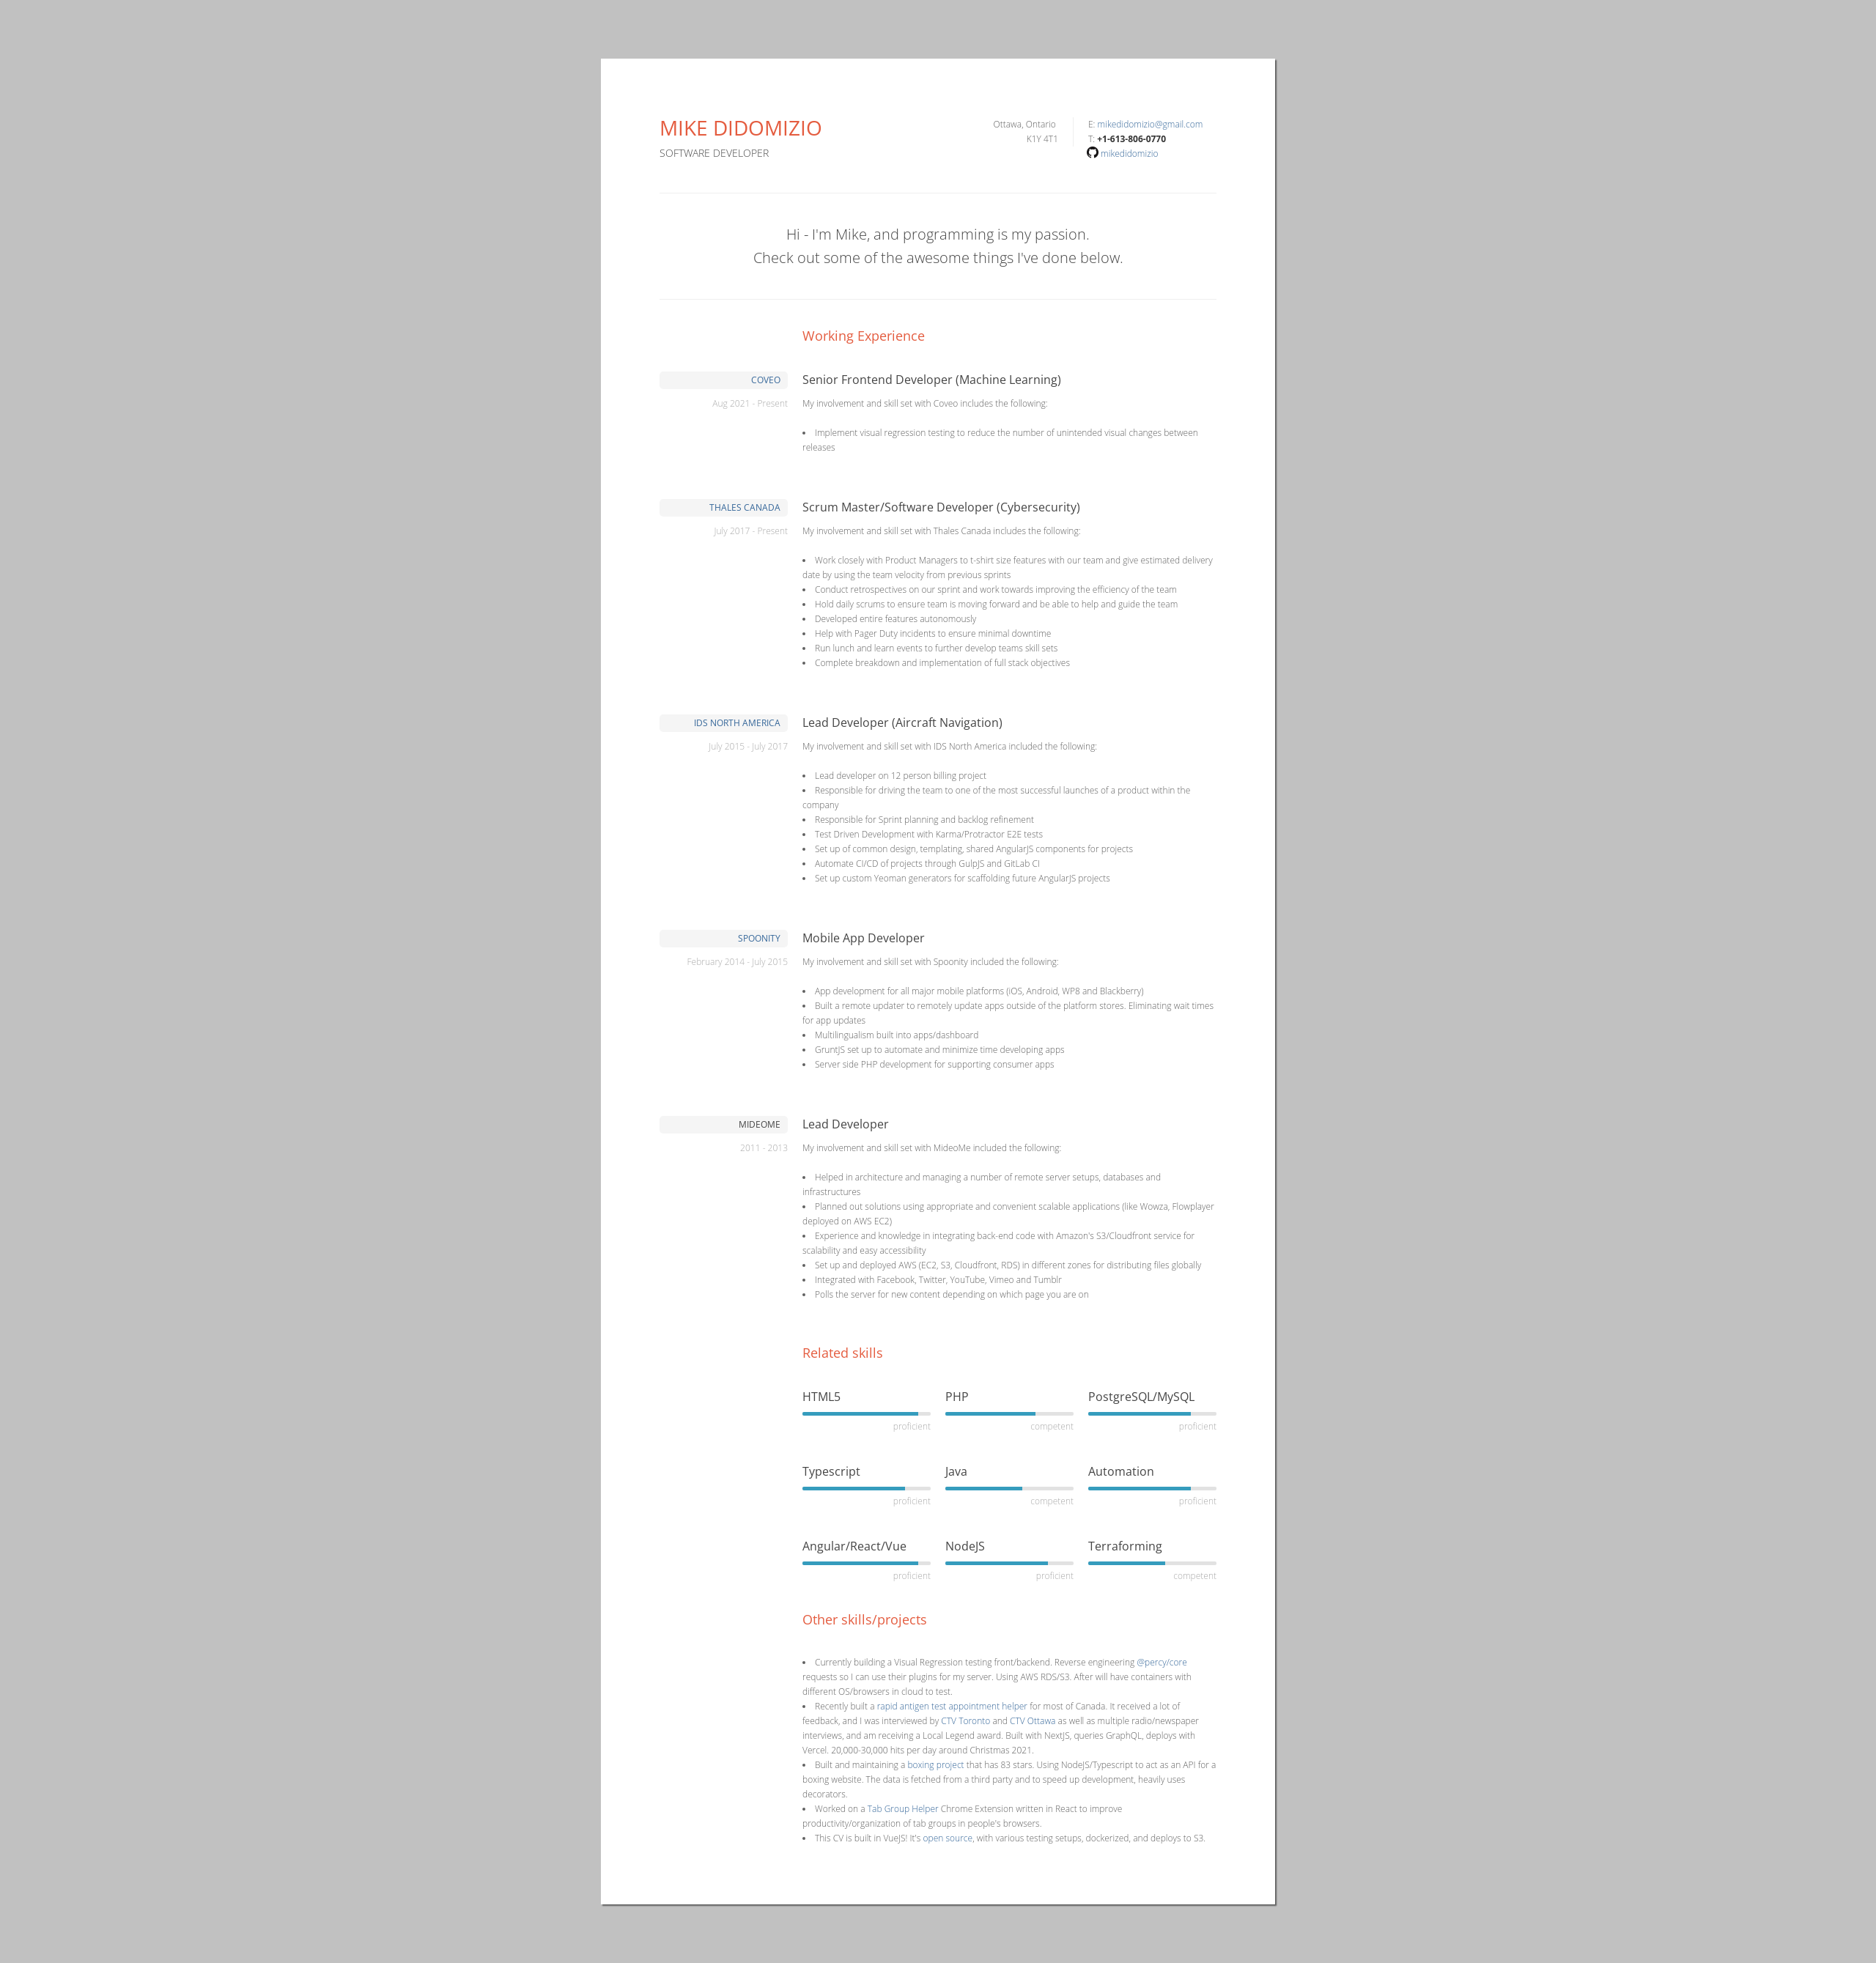 MIKE DIDOMIZIO
SOFTWARE DEVELOPER
Ottawa, Ontario
K1Y 4T1
E: mikedidomizio@gmail.com
T: +1-613-806-0770
mikedidomizio
Hi - I'm Mike, and programming is my passion.
Check out some of the awesome things I've done below.
Working Experience
COVEO
Aug 2021 - Present
Senior Frontend Developer (Machine Learning)
My involvement and skill set with Coveo includes the following:
• Implement visual regression testing to reduce the number of unintended visual changes between
releases
THALES CANADA
July 2017 - Present
Scrum Master/Software Developer (Cybersecurity)
My involvement and skill set with Thales Canada includes the following:
• Work closely with Product Managers to t-shirt size features with our team and give estimated delivery
date by using the team velocity from previous sprints
• Conduct retrospectives on our sprint and work towards improving the efficiency of the team
• Hold daily scrums to ensure team is moving forward and be able to help and guide the team
• Developed entire features autonomously
• Help with Pager Duty incidents to ensure minimal downtime
• Run lunch and learn events to further develop teams skill sets
• Complete breakdown and implementation of full stack objectives
IDS NORTH AMERICA
July 2015 - July 2017
Lead Developer (Aircraft Navigation)
My involvement and skill set with IDS North America included the following:
• Lead developer on 12 person billing project
• Responsible for driving the team to one of the most successful launches of a product within the
company
• Responsible for Sprint planning and backlog refinement
• Test Driven Development with Karma/Protractor E2E tests
• Set up of common design, templating, shared AngularJS components for projects
• Automate CI/CD of projects through GulpJS and GitLab CI
• Set up custom Yeoman generators for scaffolding future AngularJS projects
SPOONITY
February 2014 - July 2015
Mobile App Developer
My involvement and skill set with Spoonity included the following:
• App development for all major mobile platforms (iOS, Android, WP8 and Blackberry)
• Built a remote updater to remotely update apps outside of the platform stores. Eliminating wait times
for app updates
• Multilingualism built into apps/dashboard
• GruntJS set up to automate and minimize time developing apps
• Server side PHP development for supporting consumer apps
MIDEOME
2011 - 2013
Lead Developer
My involvement and skill set with MideoMe included the following:
• Helped in architecture and managing a number of remote server setups, databases and
infrastructures
• Planned out solutions using appropriate and convenient scalable applications (like Wowza, Flowplayer
deployed on AWS EC2)
• Experience and knowledge in integrating back-end code with Amazon's S3/Cloudfront service for
scalability and easy accessibility
• Set up and deployed AWS (EC2, S3, Cloudfront, RDS) in different zones for distributing files globally
• Integrated with Facebook, Twitter, YouTube, Vimeo and Tumblr
• Polls the server for new content depending on which page you are on
Related skills
HTML5 PHP PostgreSQL/MySQL
proficient competent proficient
Typescript Java Automation
proficient competent proficient
Angular/React/Vue NodeJS Terraforming
proficient proficient competent
Other skills/projects
• Currently building a Visual Regression testing front/backend. Reverse engineering @percy/core
requests so I can use their plugins for my server. Using AWS RDS/S3. After will have containers with
different OS/browsers in cloud to test.
• Recently built a rapid antigen test appointment helper for most of Canada. It received a lot of
feedback, and I was interviewed by CTV Toronto and CTV Ottawa as well as multiple radio/newspaper
interviews, and am receiving a Local Legend award. Built with NextJS, queries GraphQL, deploys with
Vercel. 20,000-30,000 hits per day around Christmas 2021.
• Built and maintaining a boxing project that has 83 stars. Using NodeJS/Typescript to act as an API for a
boxing website. The data is fetched from a third party and to speed up development, heavily uses
decorators.
• Worked on a Tab Group Helper Chrome Extension written in React to improve
productivity/organization of tab groups in people's browsers.
• This CV is built in VueJS! It's open source, with various testing setups, dockerized, and deploys to S3.